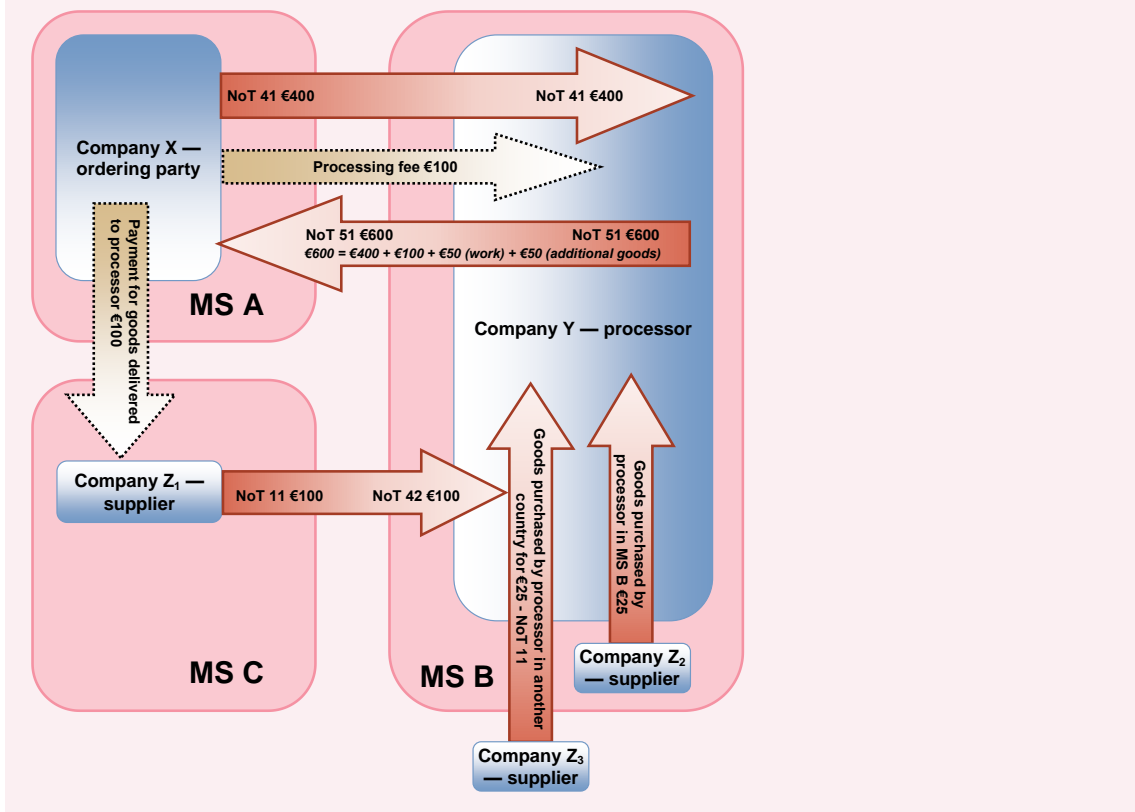 NoT 41 €400
NoT 41 €400
Company X —
ordering party
Processing fee €100
NoT 51 €600
NoT 51 €600
€600 = €400 + €100 + €50 (work) + €50 (additional goods)
Payment for goods delivered
to processor €100
MS A
Company Y — processor
Company Z₁ —
supplier
NoT 11 €100
NoT 42 €100
Goods purchased by processor in another
country for €25 - NoT 11
Goods purchased by
processor in MS B €25
MS C
MS B
Company Z₂
— supplier
Company Z₃
— supplier